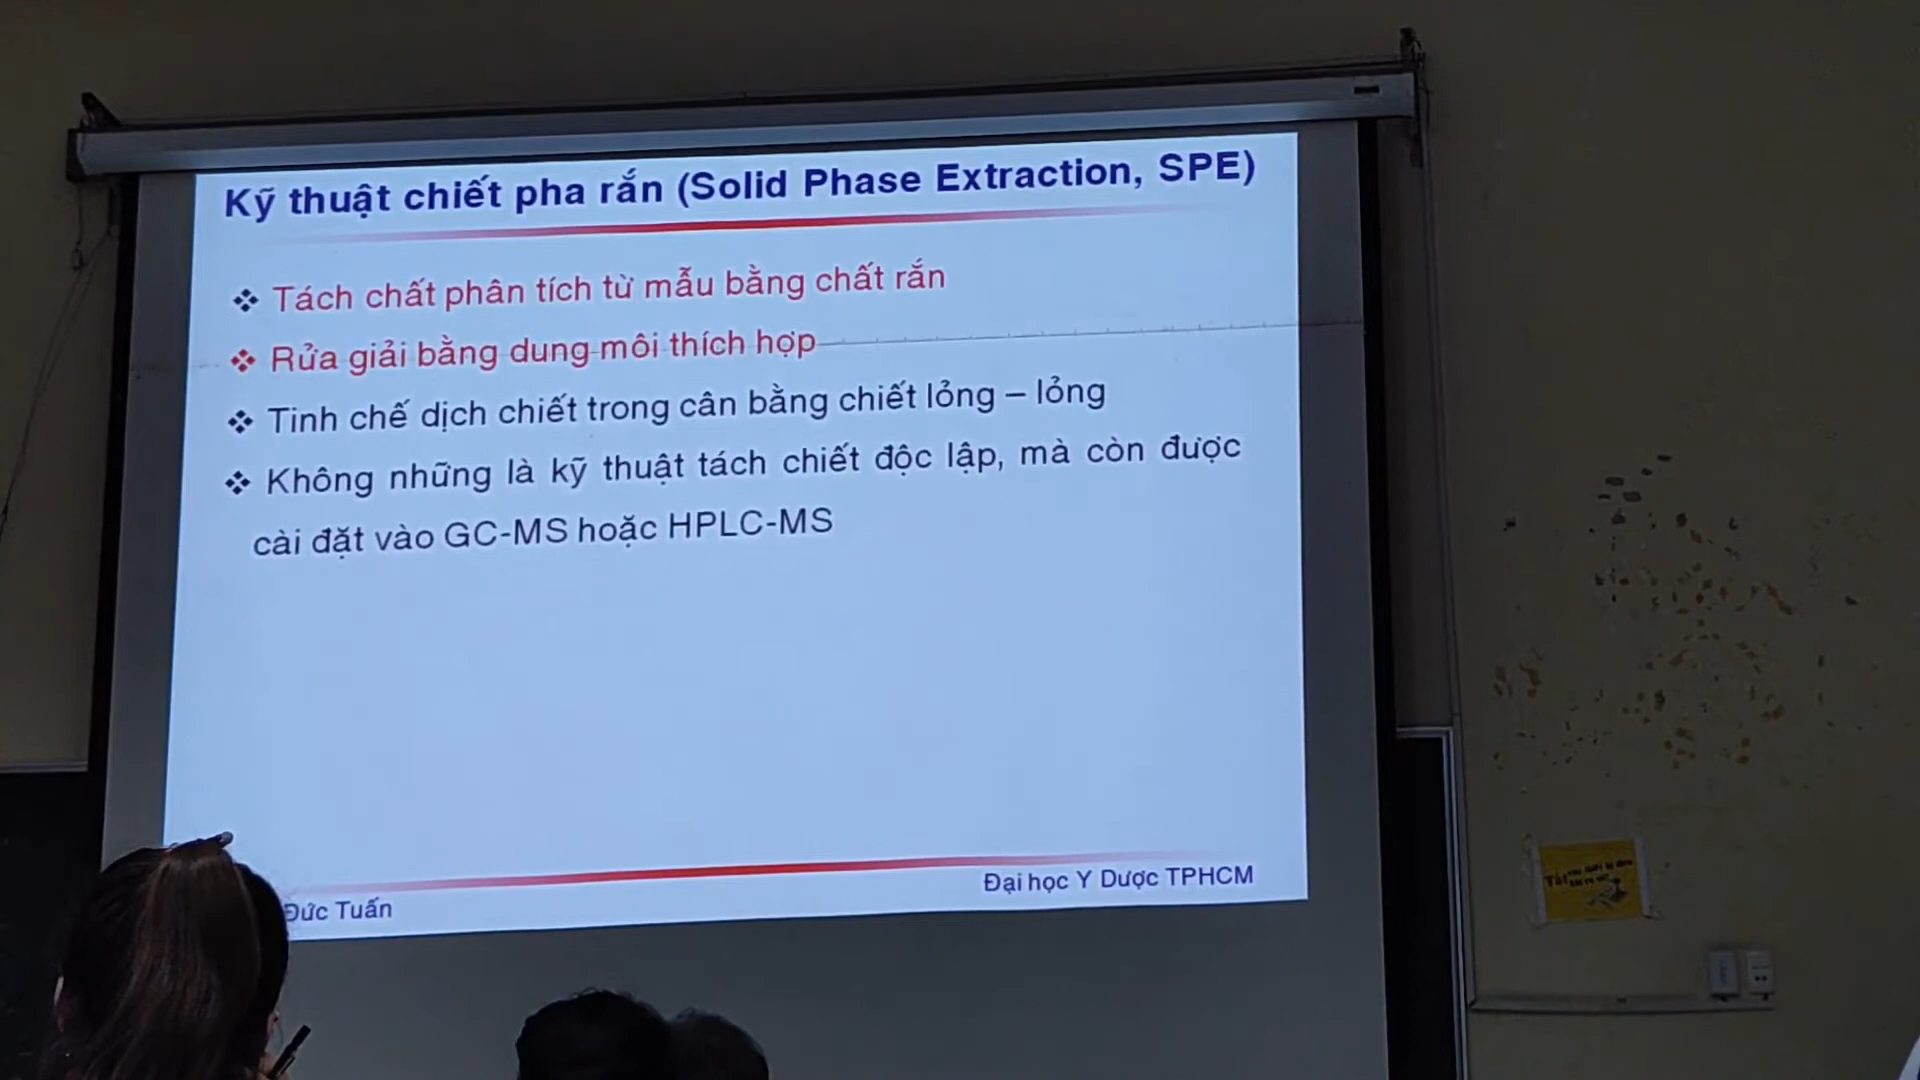 Kỹ thuật chiết pha rắn (Solid Phase Extraction, SPE)
❖ Tách chất phân tích từ mẫu bằng chất rắn
❖ Rửa giải bằng dung môi thích hợp
❖ Tinh chế dịch chiết trong cân bằng chiết lỏng – lỏng
❖ Không những là kỹ thuật tách chiết độc lập, mà còn được
cài đặt vào GC-MS hoặc HPLC-MS
Đức Tuấn
Đại học Y Dược TPHCM